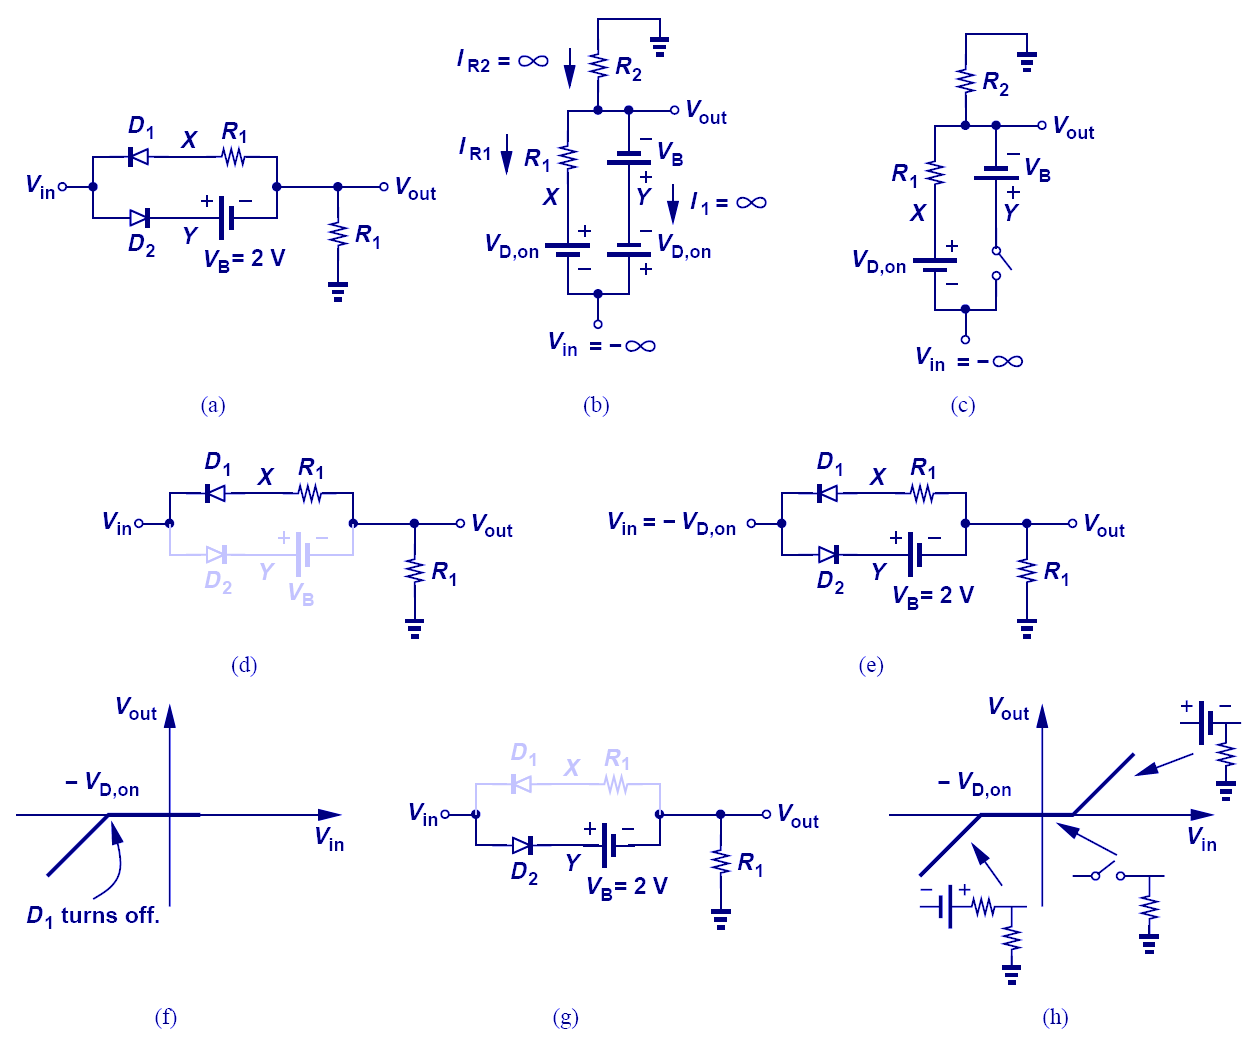 D1 X R1
Vin Vout
+ −
D2 Y R1
VB = 2 V
(a)
IR2 = ∞ R2
Vout
IR1 R1 − VB
X + Y I1 = ∞
VD,on + − VD,on
− +
Vin = − ∞
(b)
R2
Vout
R1 − VB
X + Y
VD,on +
−
Vin = − ∞
(c)
D1 X R1
Vin Vout
+ −
D2 Y VB R1
(d)
D1 X R1
Vin = − VD,on Vout
+ −
D2 Y R1
VB = 2 V
(e)
Vout
− VD,on
Vin
D1 turns off.
(f)
D1 X R1
Vin Vout
+ −
D2 Y R1
VB = 2 V
(g)
Vout + −
− VD,on
Vin
− +
(h)